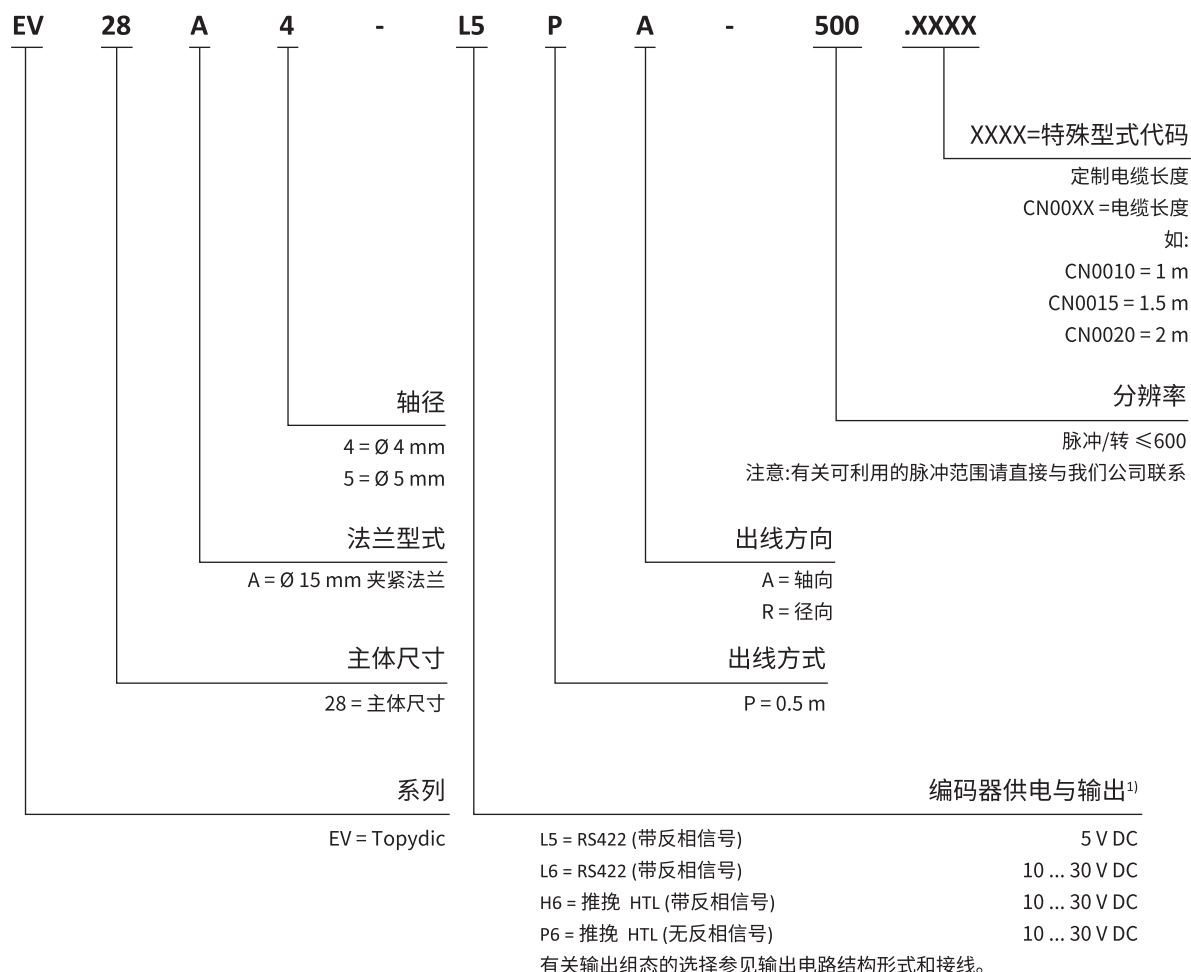 EV 28 A 4 - L5 P A - 500 .XXXX
XXXX=特殊型式代码
定制电缆长度
CN00XX =电缆长度
如:
CN0010 = 1 m
CN0015 = 1.5 m
CN0020 = 2 m
分辨率
脉冲/转 ≤600
注意:有关可利用的脉冲范围请直接与我们公司联系
轴径
4 = Ø 4 mm
5 = Ø 5 mm
法兰型式
A = Ø 15 mm 夹紧法兰
出线方向
A = 轴向
R = 径向
主体尺寸
28 = 主体尺寸
出线方式
P = 0.5 m
系列
EV = Topydic
编码器供电与输出1)
L5 = RS422 (带反相信号) 5 V DC
L6 = RS422 (带反相信号) 10 ... 30 V DC
H6 = 推挽 HTL (带反相信号) 10 ... 30 V DC
P6 = 推挽 HTL (无反相信号) 10 ... 30 V DC
有关输出组态的选择参见输出电路结构形式和接线。